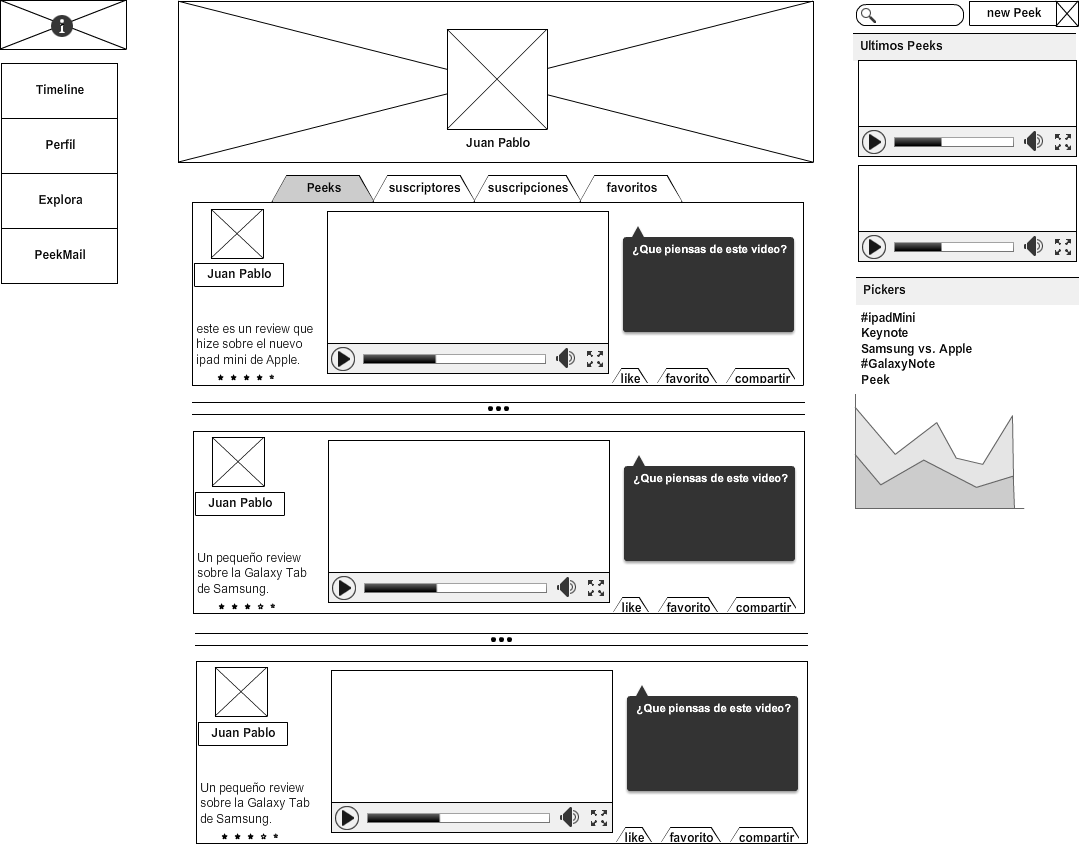 Timeline
Perfil
Explora
PeekMail
Juan Pablo
Peeks
suscriptores
suscripciones
favoritos
Juan Pablo
este es un review que
hize sobre el nuevo
ipad mini de Apple.
¿Que piensas de este video?
like
favorito
compartir
Juan Pablo
Un pequeño review
sobre la Galaxy Tab
de Samsung.
¿Que piensas de este video?
like
favorito
compartir
Juan Pablo
Un pequeño review
sobre la Galaxy Tab
de Samsung.
¿Que piensas de este video?
like
favorito
compartir
new Peek
Ultimos Peeks
Pickers
#ipadMini
Keynote
Samsung vs. Apple
#GalaxyNote
Peek